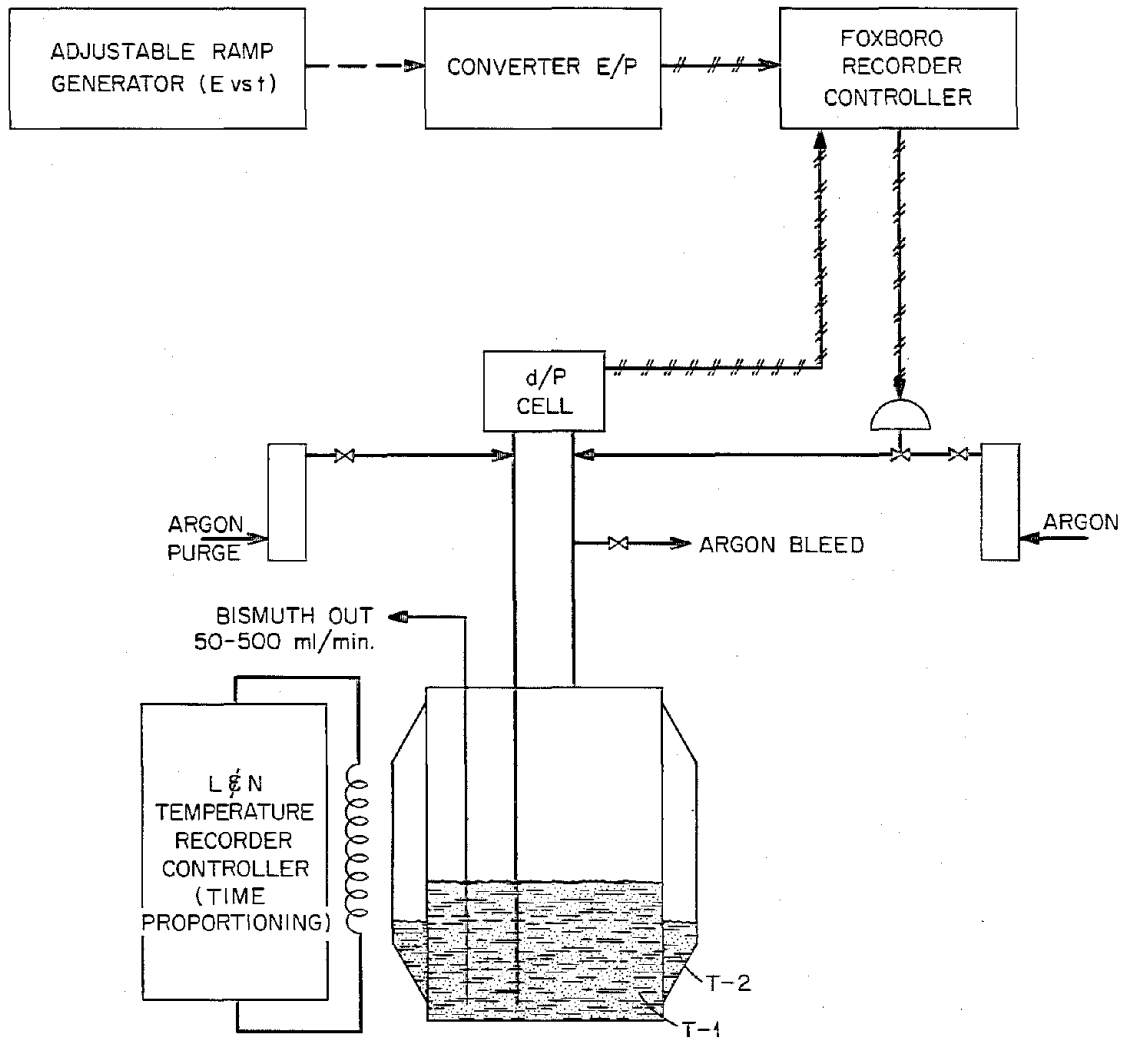 ADJUSTABLE RAMP
GENERATOR (E vs t)
CONVERTER E/P
FOXBORO
RECORDER
CONTROLLER
d/P
CELL
ARGON
PURGE
ARGON
ARGON BLEED
BISMUTH OUT
50-500 ml/min.
L & N
TEMPERATURE
RECORDER
CONTROLLER
(TIME
PROPORTIONING)
T-2
T-1